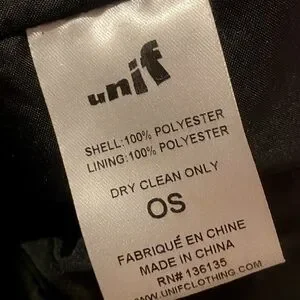 unif
SHELL:100% POLYESTER
LINING:100% POLYESTER
DRY CLEAN ONLY
OS
FABRIQUÉ EN CHINE
MADE IN CHINA
RN# 136135
WWW.UNIFCLOTHING.COM